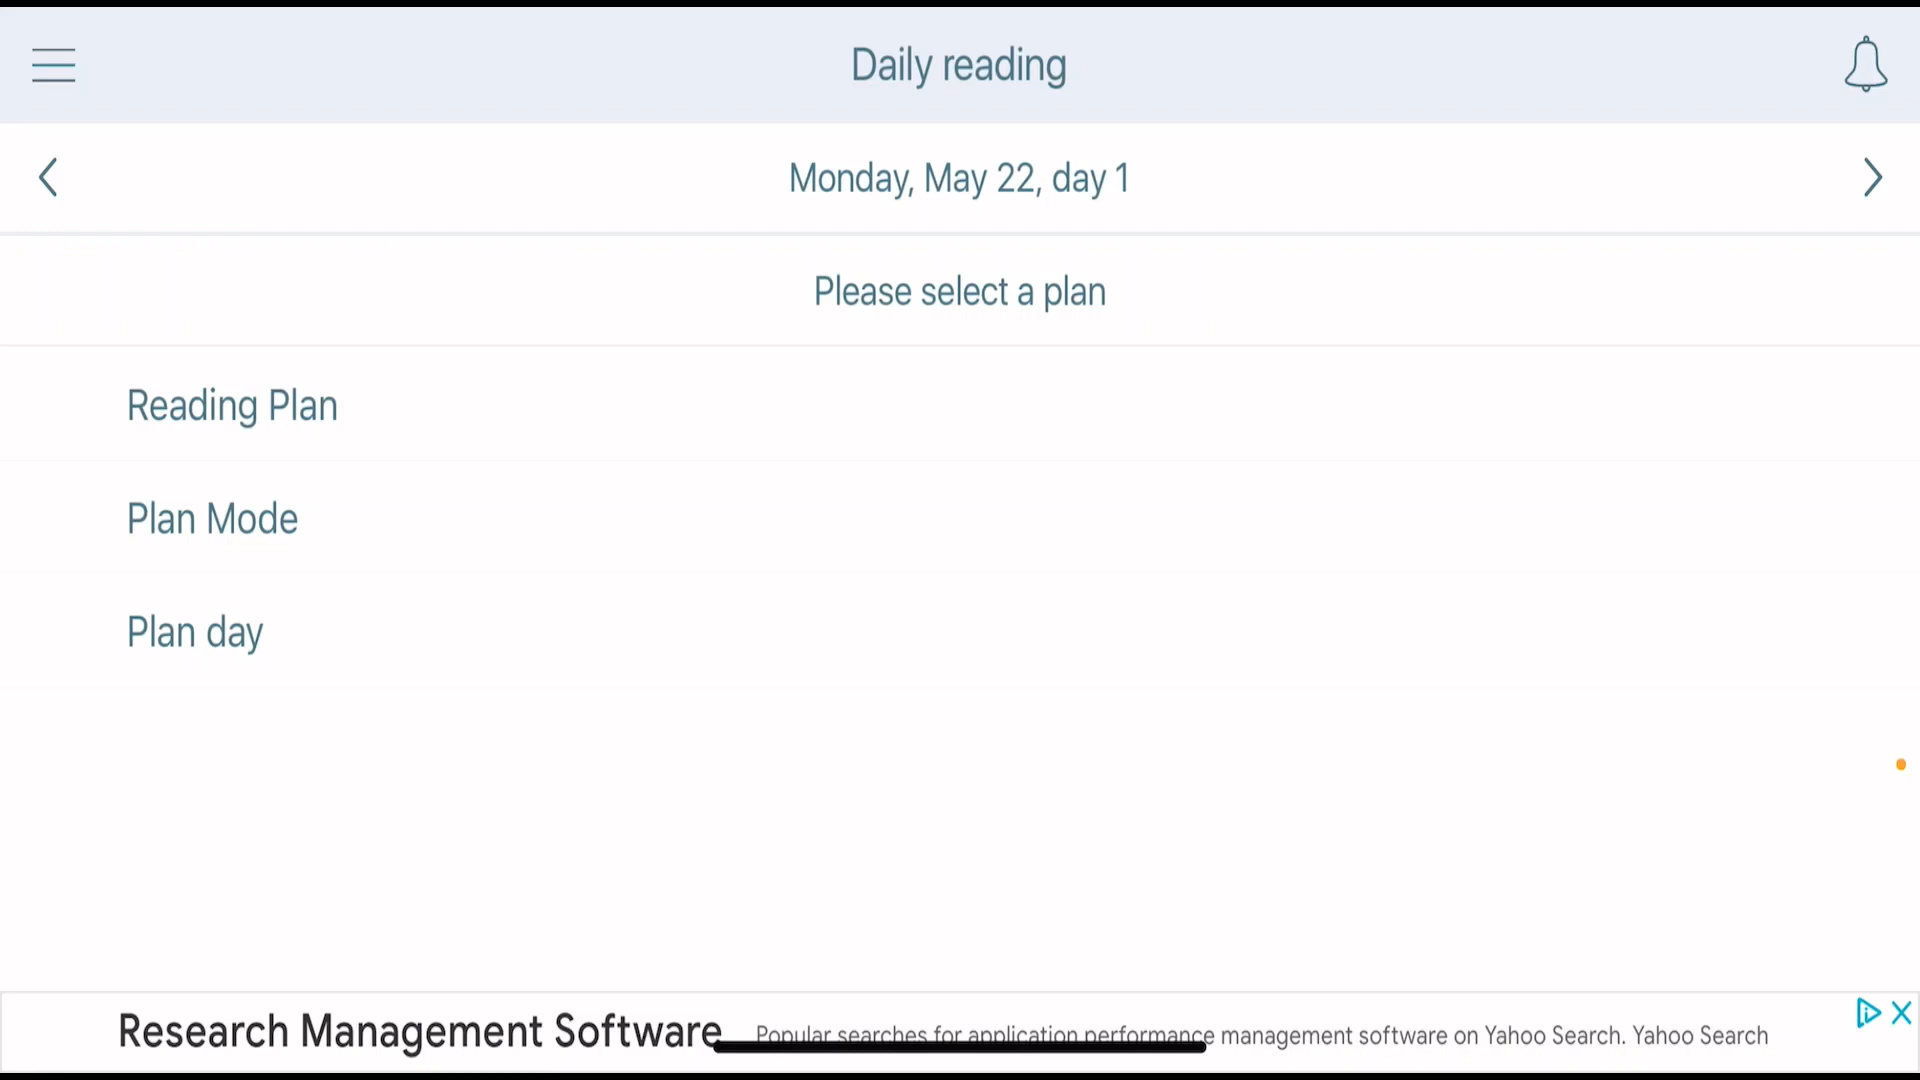 Daily reading
Monday, May 22, day 1
Please select a plan
Reading Plan
Plan Mode
Plan day
Research Management Software
Popular searches for application performance management software on Yahoo Search. Yahoo Search